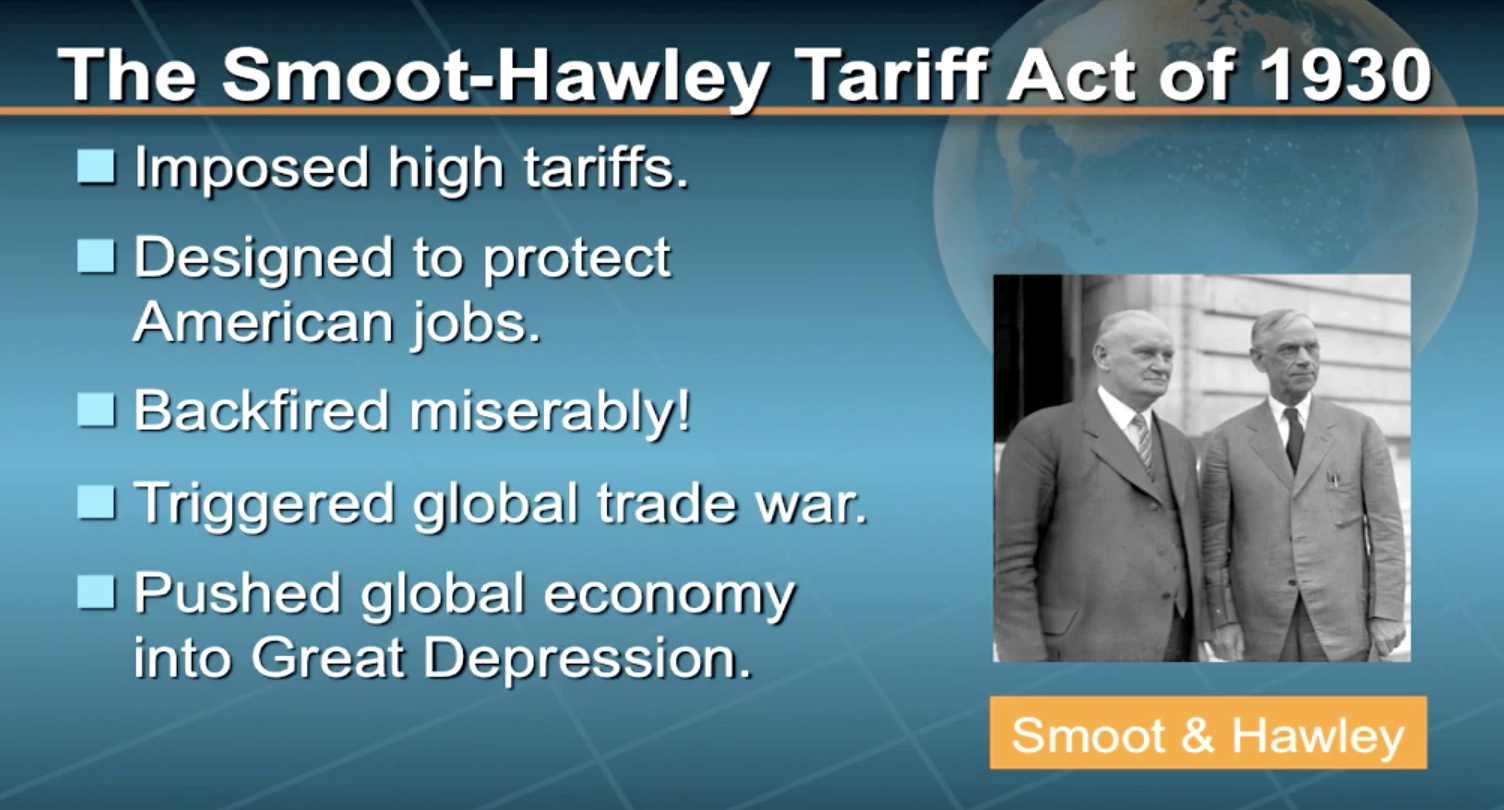 The Smoot-Hawley Tariff Act of 1930
Imposed high tariffs.
Designed to protect
American jobs.
Backfired miserably!
Triggered global trade war.
Pushed global economy
into Great Depression.
Smoot & Hawley